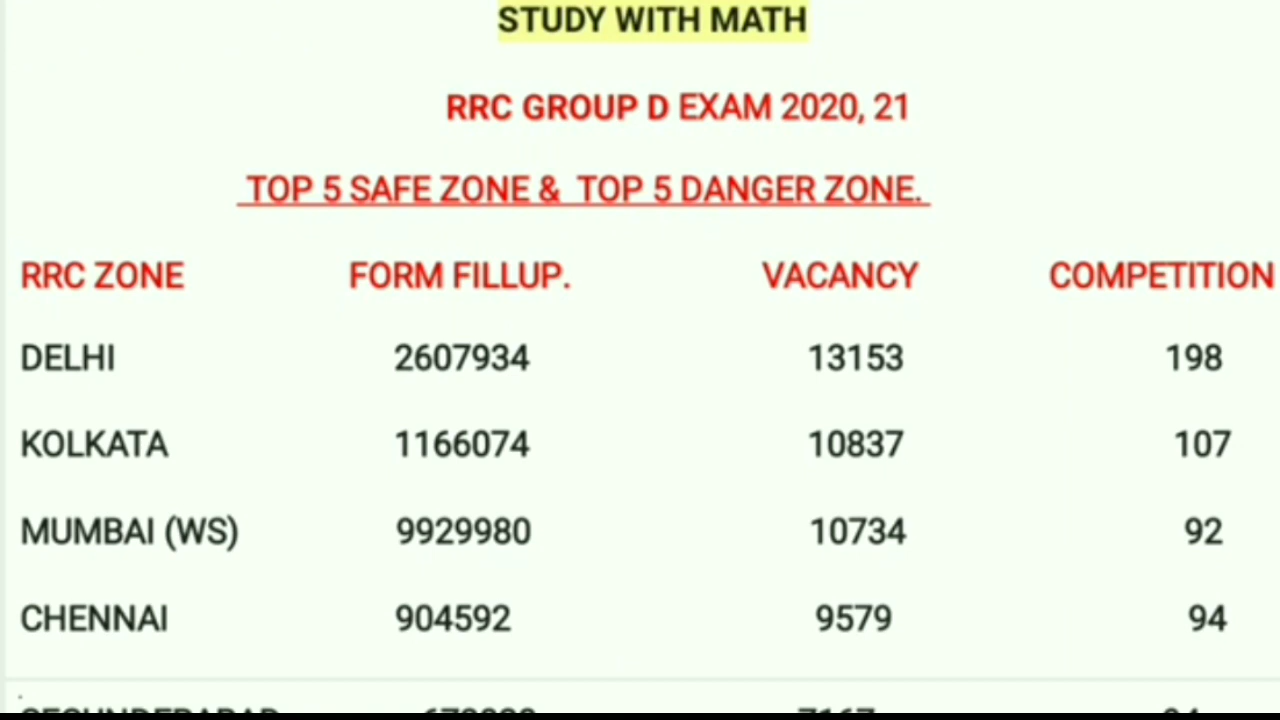 STUDY WITH MATH
RRC GROUP D EXAM 2020, 21
TOP 5 SAFE ZONE & TOP 5 DANGER ZONE.
RRC ZONE FORM FILLUP. VACANCY COMPETITION
DELHI 2607934 13153 198
KOLKATA 1166074 10837 107
MUMBAI (WS) 9929980 10734 92
CHENNAI 904592 9579 94